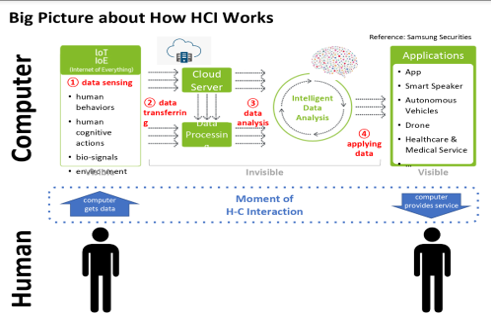 Big Picture about How HCI Works
Reference: Samsung Securities
Computer
IoT
IoE
(Internet of Everything)
① data sensing
• human
behaviors
• human
cognitive
actions
• bio-signals
• environment
Visible
② data
transferrin
g
Cloud
Server
Data
Processin
③
data
analysis
Intelligent
Data
Analysis
④
applying
data
Applications
• App
• Smart Speaker
• Autonomous
Vehicles
• Drone
• Healthcare &
Medical Service
• ...
Invisible
Visible
computer
gets data
Moment of
H-C Interaction
computer
provides service
Human